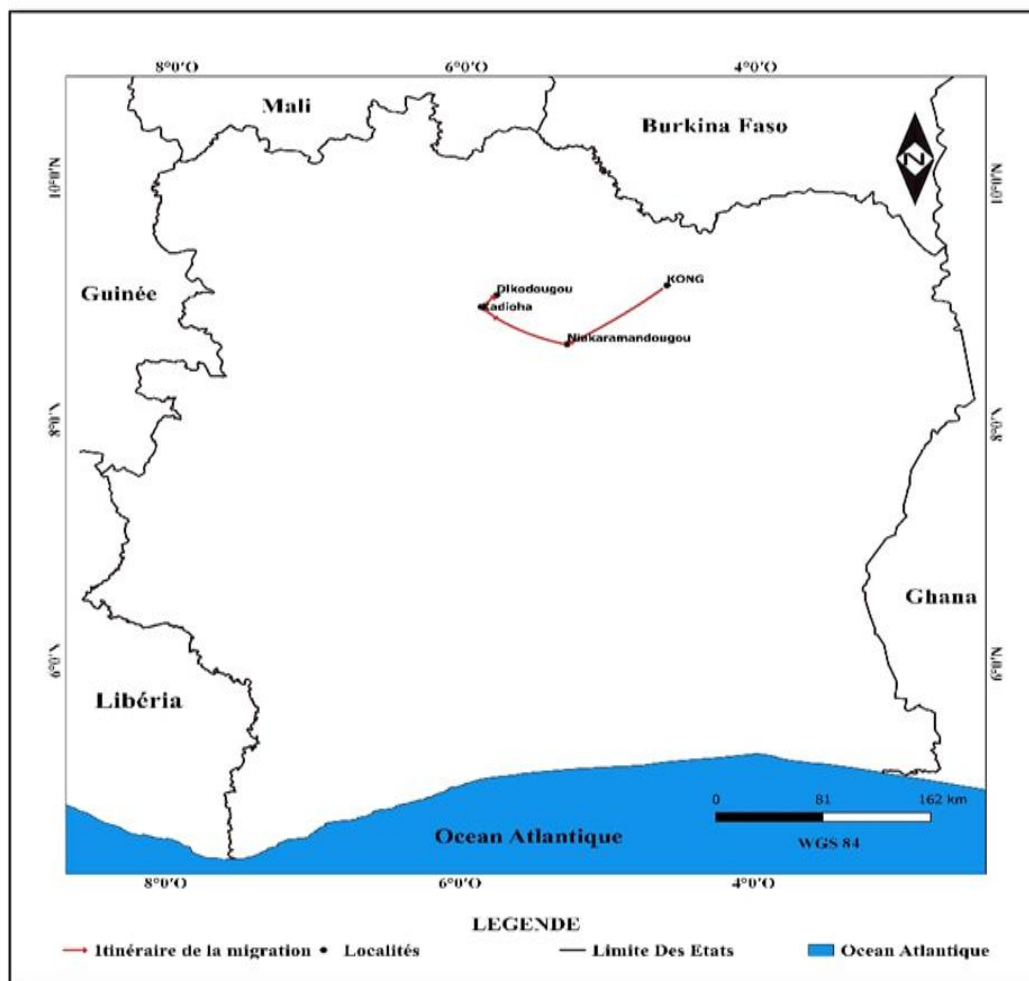 8°0'O 6°0'O 4°0'O
Mali
Burkina Faso
N
10°0'N 10°0'N
Guinée
Dikodougou
KONG
Kadioha
Niakaramandougou
8°0'N 8°0'N
Ghana
6°0'N 6°0'N
Libéria
0 81 162 km
Ocean Atlantique
WGS 84
8°0'O 6°0'O 4°0'O
LEGENDE
Itinéraire de la migration Localités Limite Des Etats Ocean Atlantique